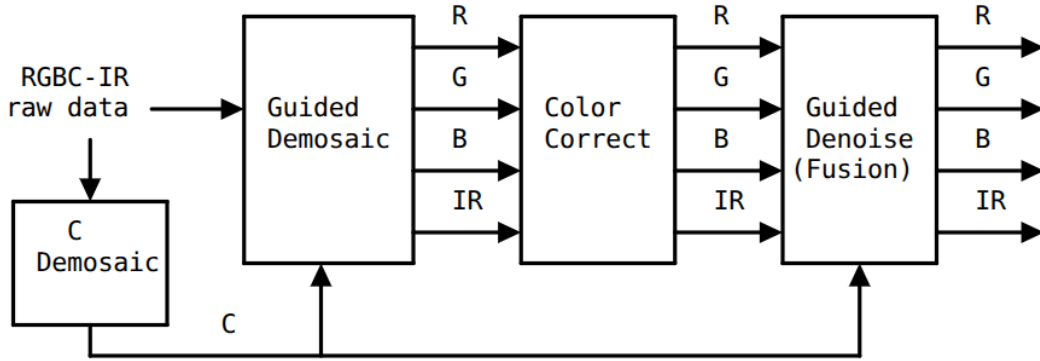 RGBC-IR
raw data
C
Demosaic
Guided
Demosaic
R
G
B
IR
Color
Correct
R
G
B
IR
Guided
Denoise
(Fusion)
R
G
B
IR
C